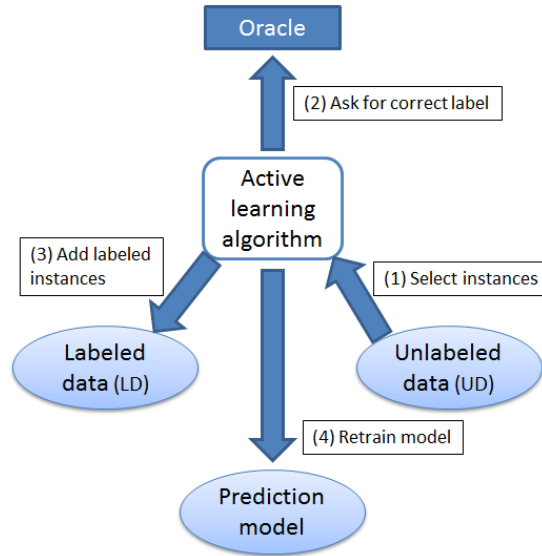 Oracle
(2) Ask for correct label
Active
learning
algorithm
(3) Add labeled
instances
(1) Select instances
Labeled
data (LD)
Unlabeled
data (UD)
(4) Retrain model
Prediction
model